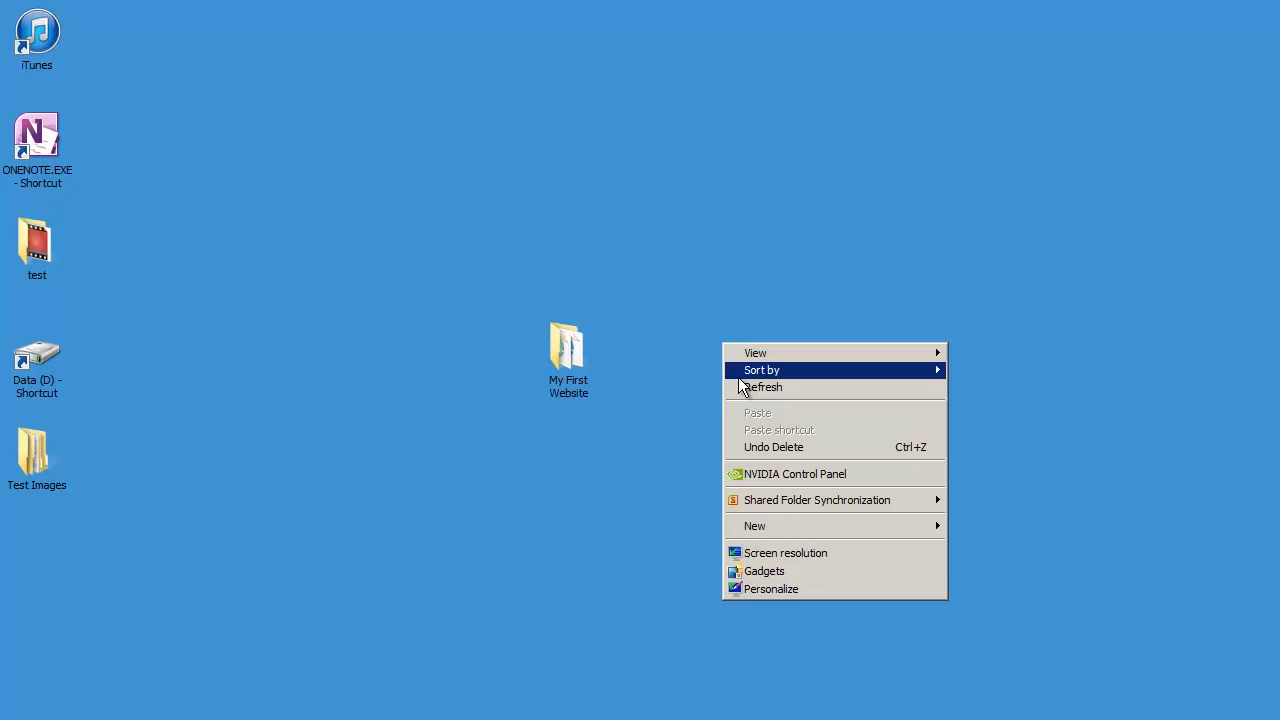 iTunes
ONENOTE.EXE
- Shortcut
test
Data (D) -
Shortcut
Test Images
My First
Website
View
Sort by
Refresh
Paste
Paste shortcut
Undo Delete Ctrl+Z
NVIDIA Control Panel
Shared Folder Synchronization
New
Screen resolution
Gadgets
Personalize